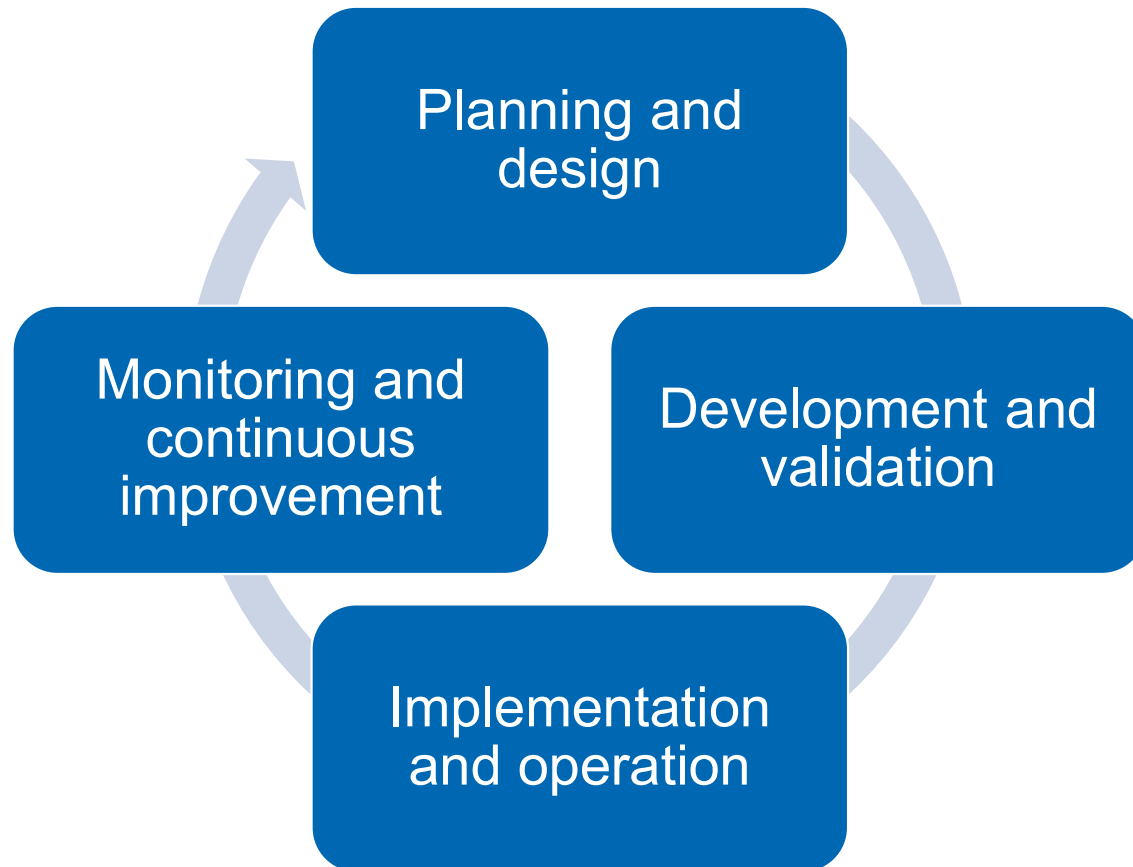 Planning and
design
Development and
validation
Implementation
and operation
Monitoring and
continuous
improvement